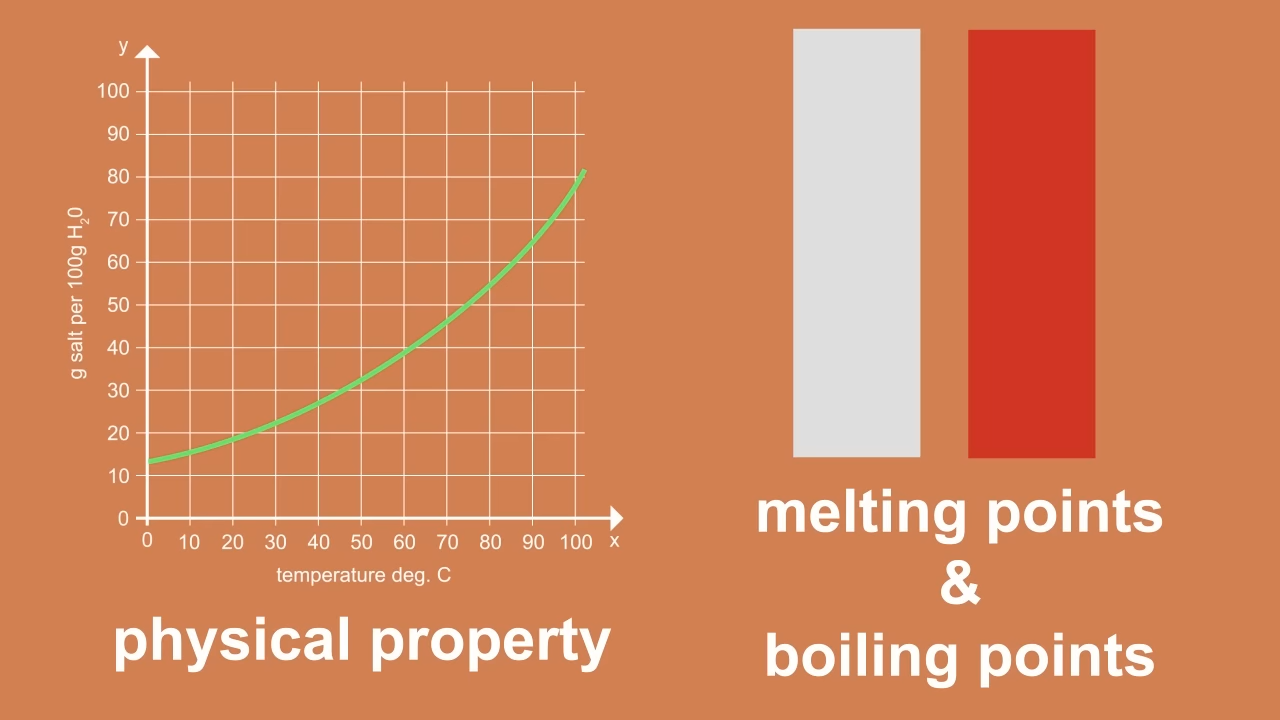 y
100
90
80
70
60
50
40
30
20
10
0
g salt per 100g H₂0
0 10 20 30 40 50 60 70 80 90 100 x
temperature deg. C
physical property
melting points
&
boiling points